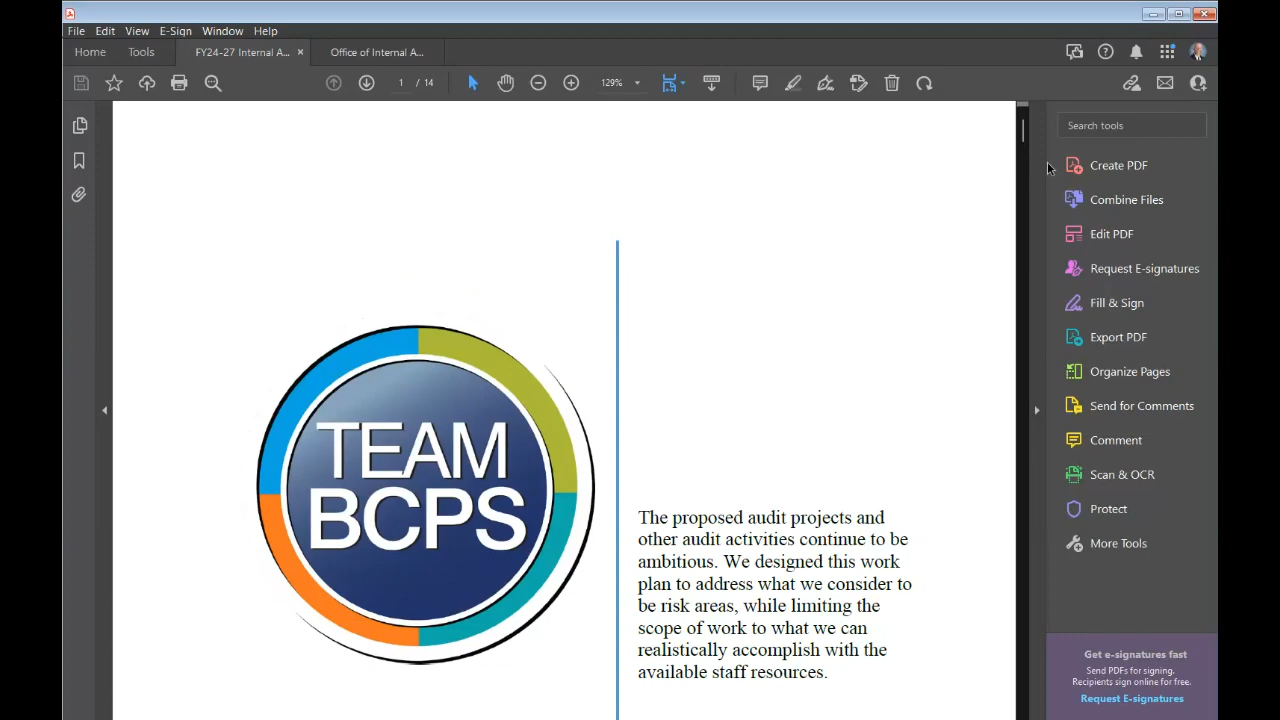 File Edit View E-Sign Window Help
Home Tools FY24-27 Internal A... × Office of Internal A...
1 / 14 129%
Search tools
Create PDF
Combine Files
Edit PDF
Request E-signatures
Fill & Sign
Export PDF
Organize Pages
Send for Comments
Comment
Scan & OCR
Protect
More Tools
Get e-signatures fast
Send PDFs for signing.
Recipients sign online for free.
Request E-signatures
TEAM
BCPS
The proposed audit projects and
other audit activities continue to be
ambitious. We designed this work
plan to address what we consider to
be risk areas, while limiting the
scope of work to what we can
realistically accomplish with the
available staff resources.